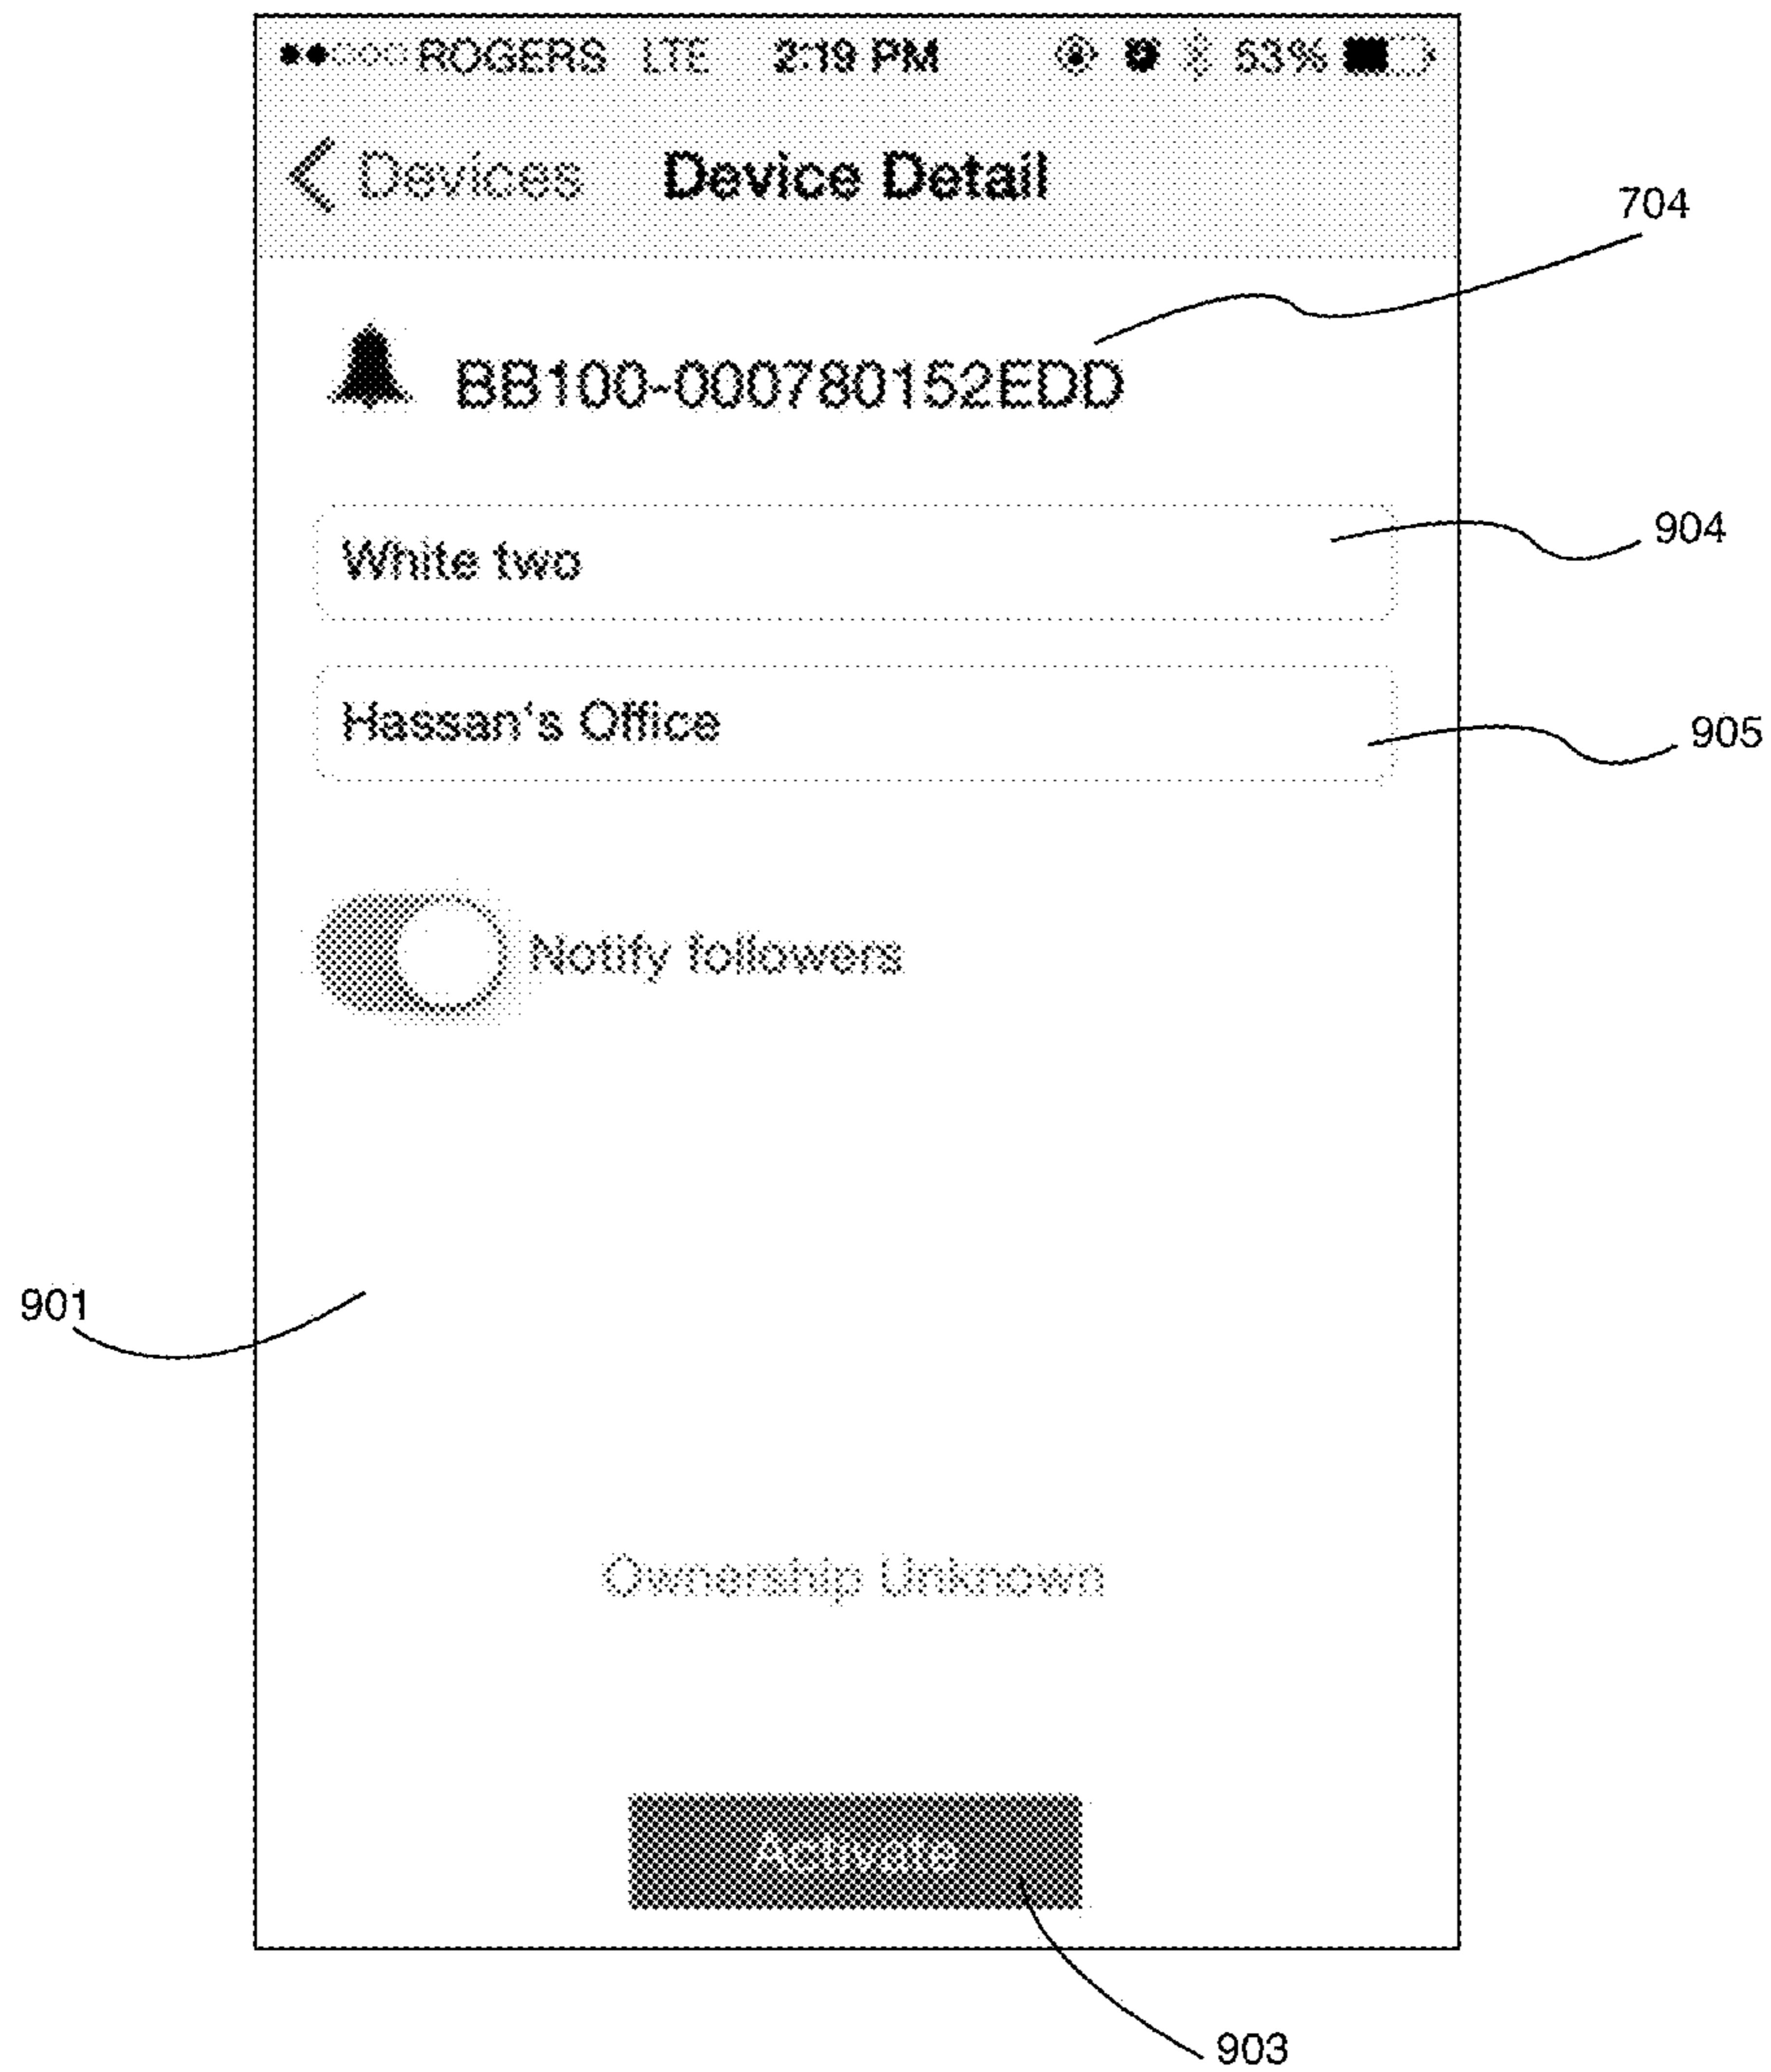 ROGERS LTE 2:19 PM 53%
Devices Device Detail
704
BB100-000780152EDD
White two
904
Hassan's Office
905
Notify followers
901
Ownership Unknown
Activate
903